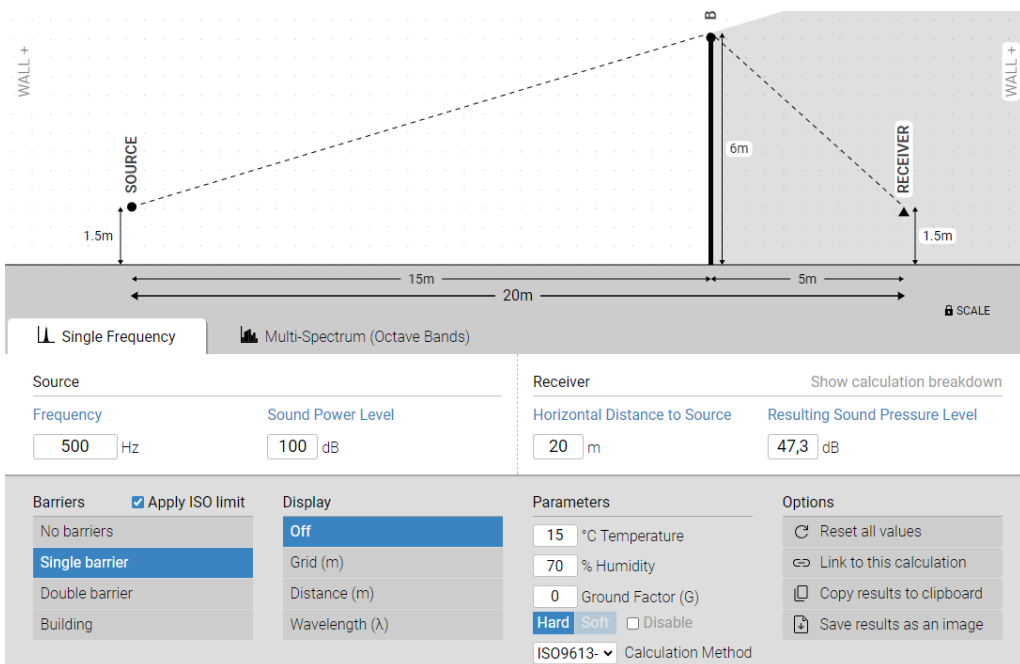 B
WALL +
WALL +
SOURCE
RECEIVER
6m
1.5m
1.5m
15m
5m
20m
SCALE
Single Frequency
Multi-Spectrum (Octave Bands)
Source
Receiver
Show calculation breakdown
Frequency
Sound Power Level
Horizontal Distance to Source
Resulting Sound Pressure Level
500 Hz
100 dB
20 m
47,3 dB
Barriers
Apply ISO limit
Display
Parameters
Options
No barriers
Off
15 °C Temperature
Reset all values
Single barrier
Grid (m)
70 % Humidity
Link to this calculation
Double barrier
Distance (m)
0 Ground Factor (G)
Copy results to clipboard
Building
Wavelength (λ)
Hard Soft Disable
Save results as an image
ISO9613- Calculation Method